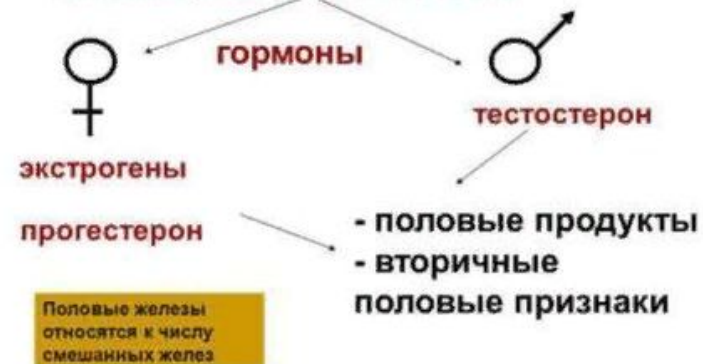 гормоны
тестостерон
экстрогены
прогестерон
- половые продукты
- вторичные
половые признаки
Половые железы
относятся к числу
смешанных желез